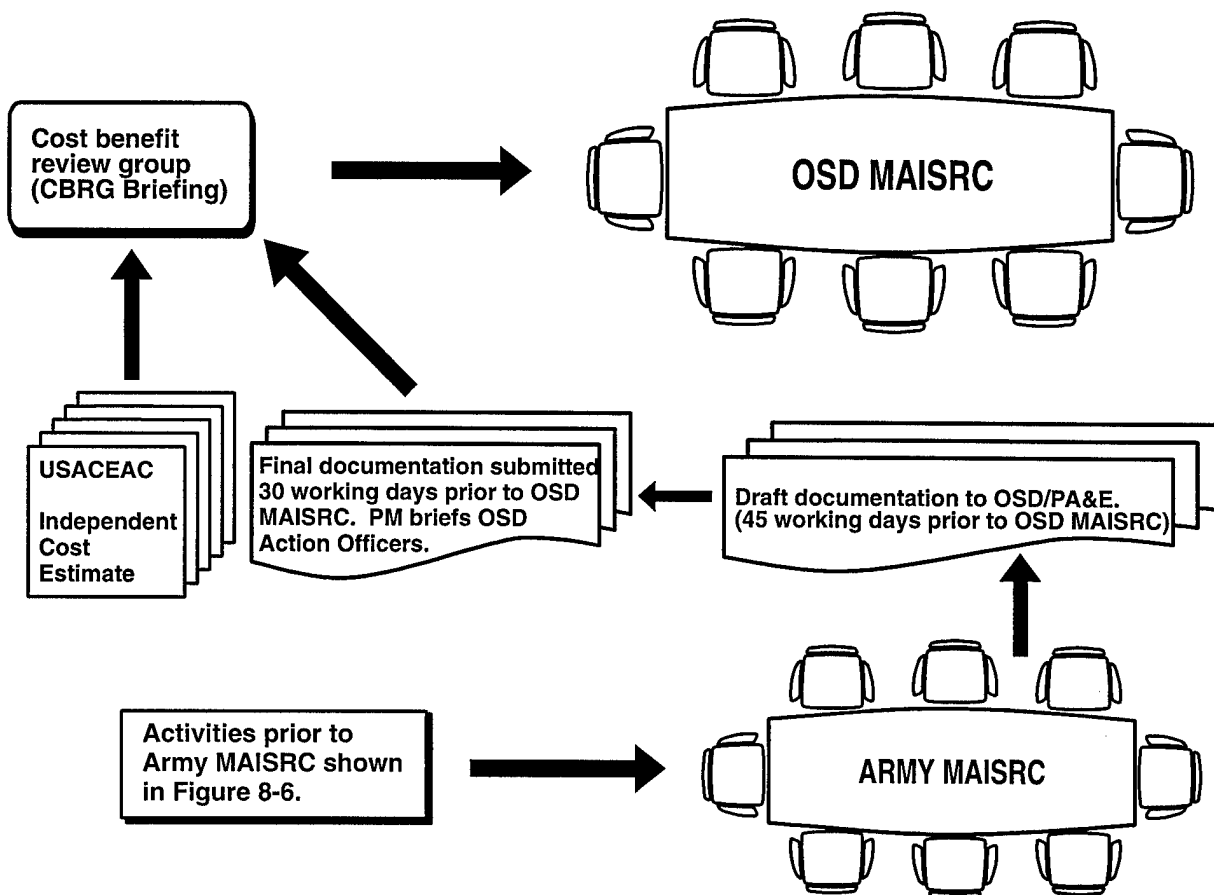 Cost benefit
review group
(CBRG Briefing)
OSD MAISRC
USACEAC
Independent
Cost
Estimate
Final documentation submitted
30 working days prior to OSD
MAISRC. PM briefs OSD
Action Officers.
Draft documentation to OSD/PA&E.
(45 working days prior to OSD MAISRC)
Activities prior to
Army MAISRC shown
in Figure 8-6.
ARMY MAISRC